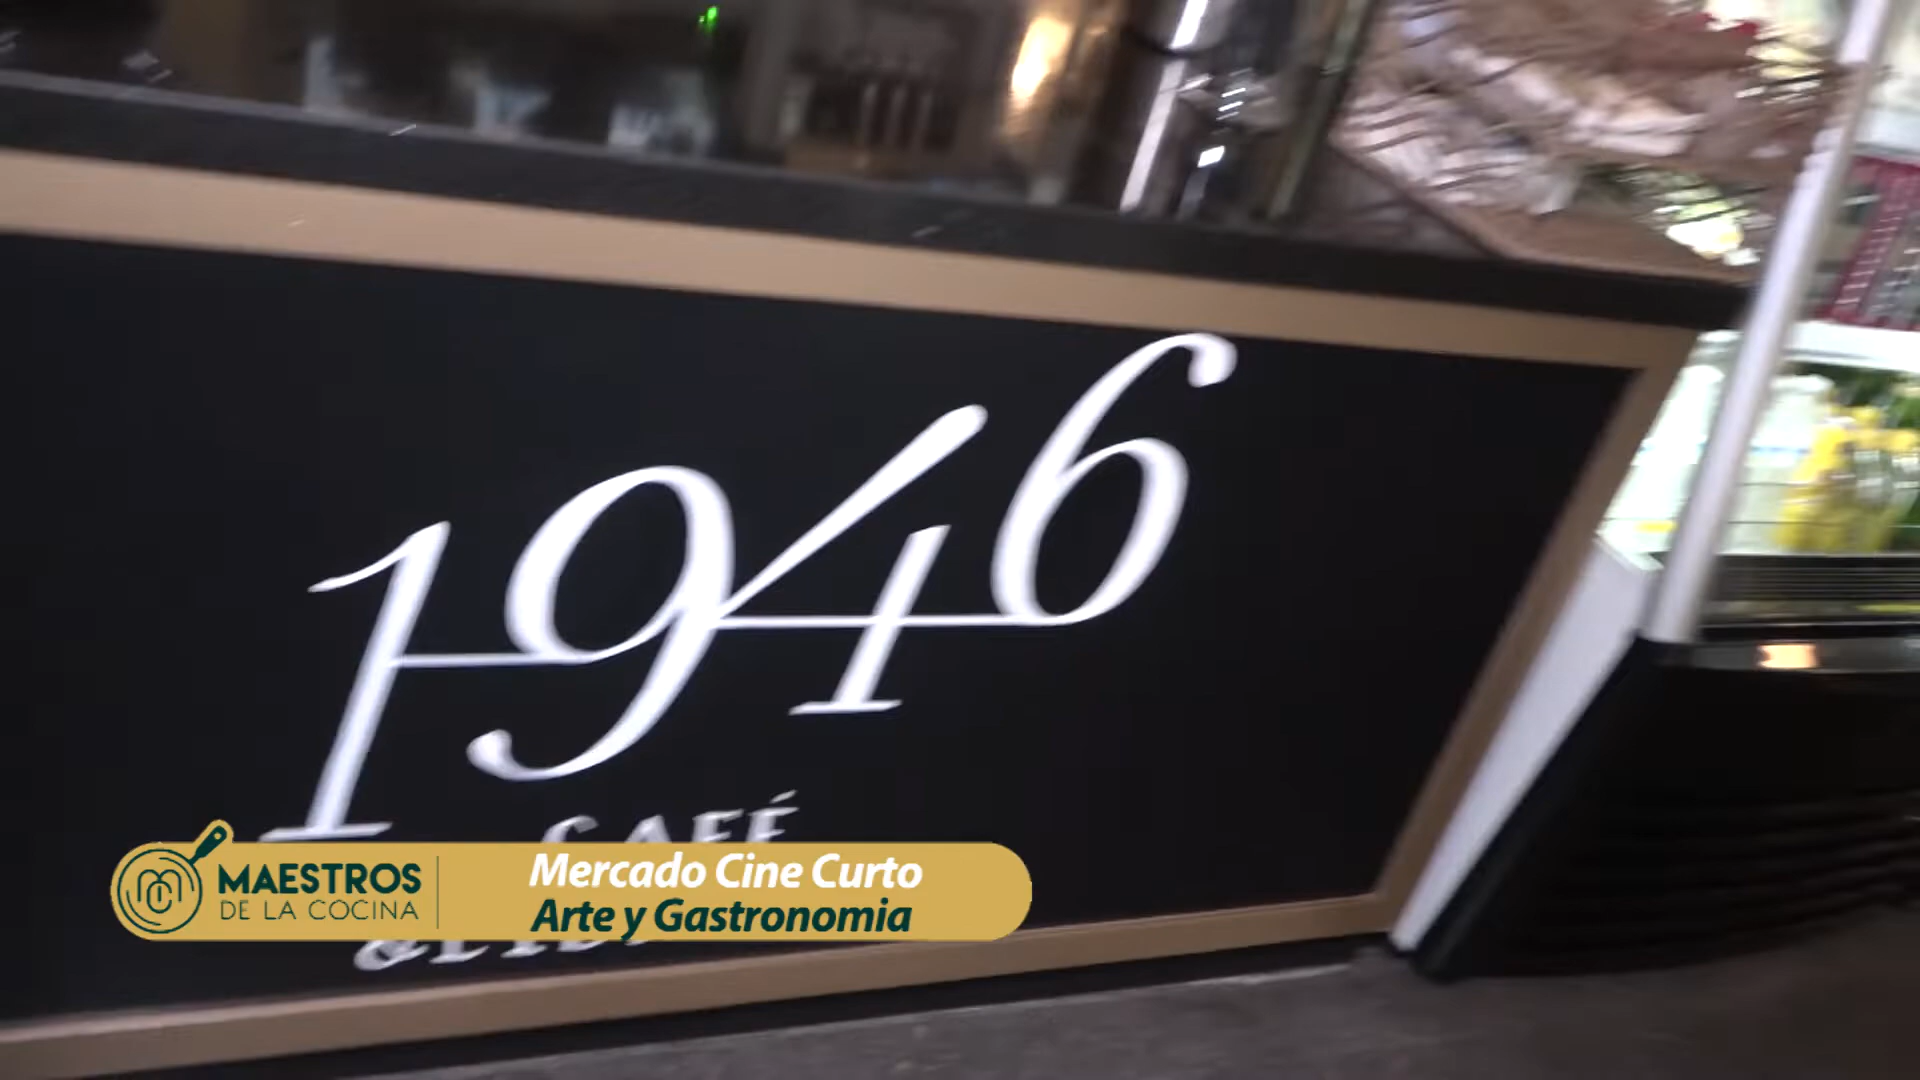 1946
CAFÉ
MAESTROS
DE LA COCINA
Mercado Cine Curto
Arte y Gastronomia